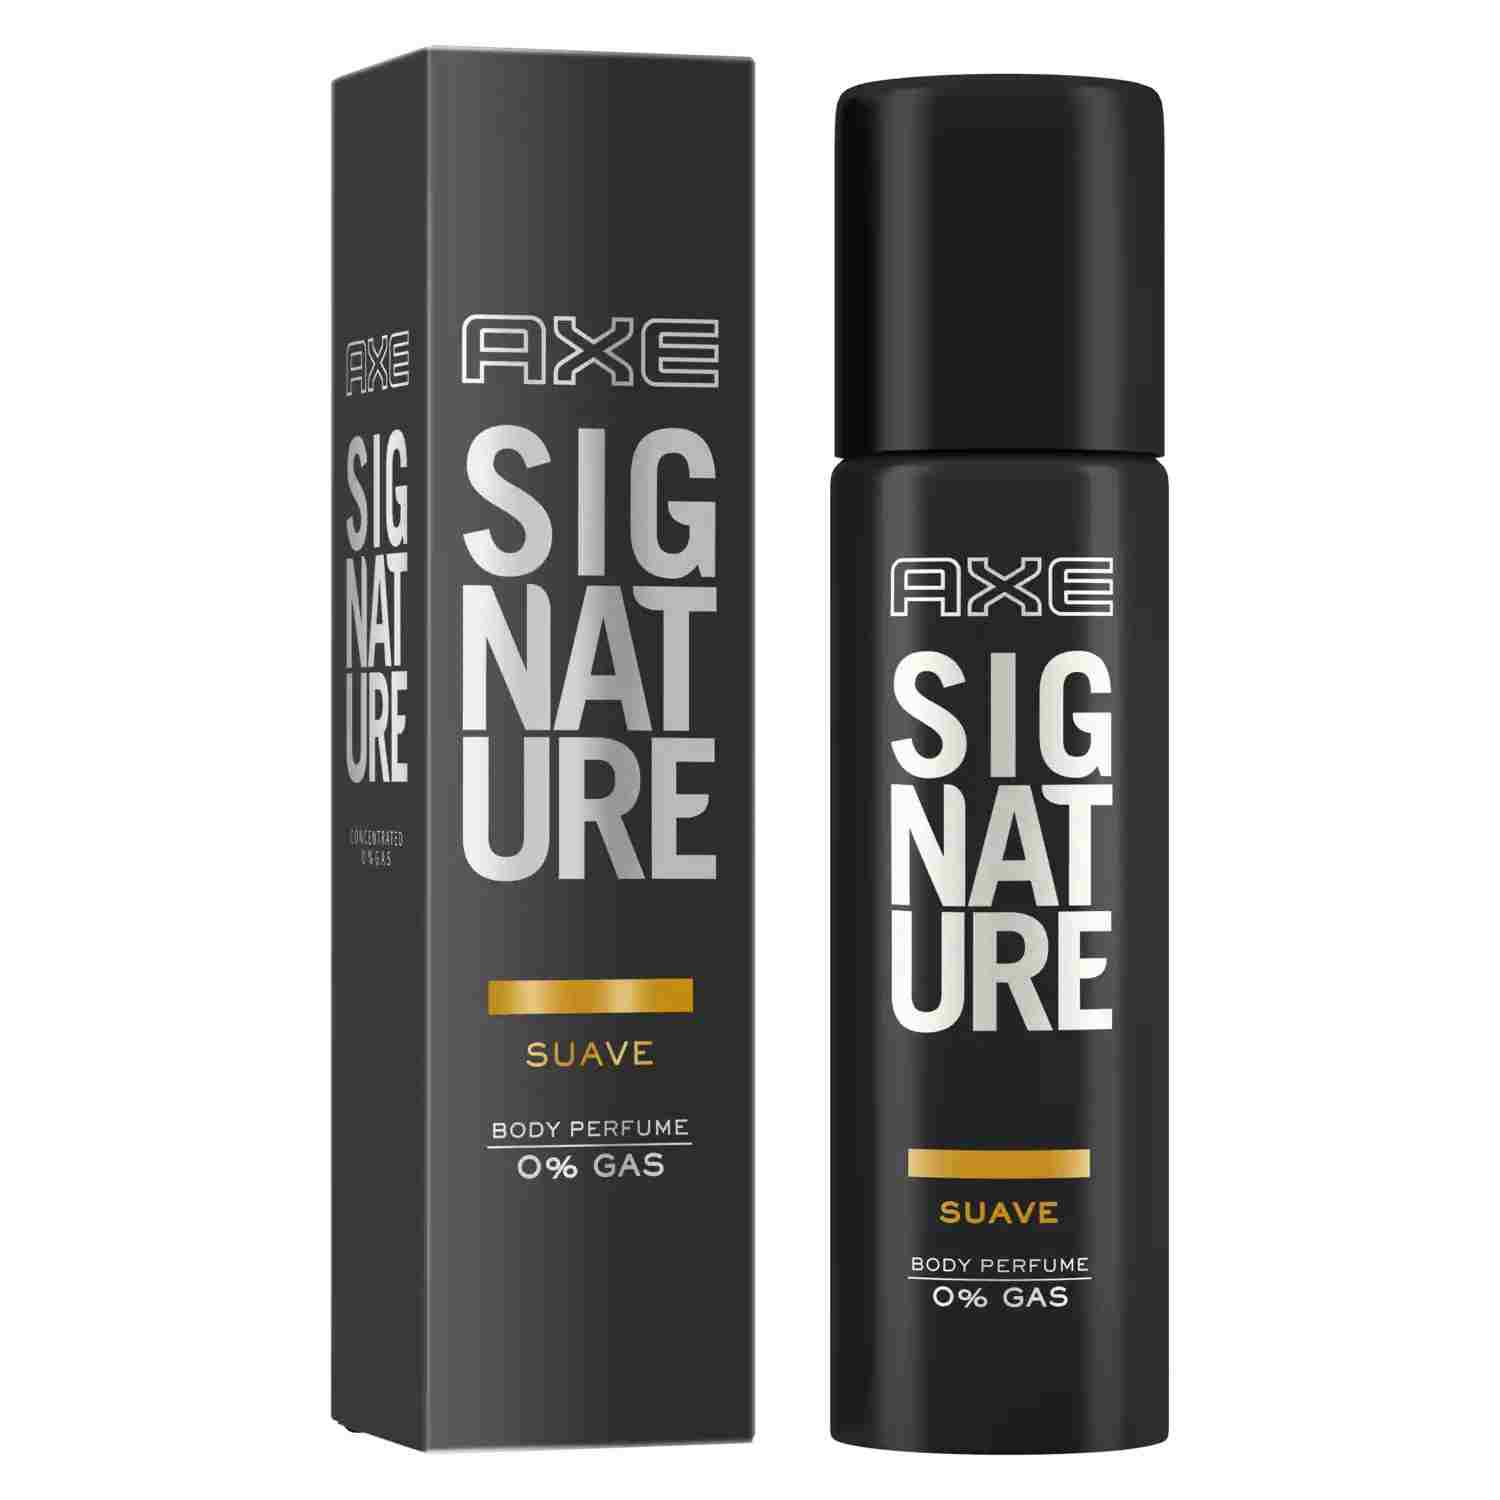 AXE
SIG
NAT
URE
CONCENTRATED
0% GAS
AXE
SIG
NAT
URE
SUAVE
BODY PERFUME
0% GAS
AXE
SIG
NAT
URE
SUAVE
BODY PERFUME
0% GAS